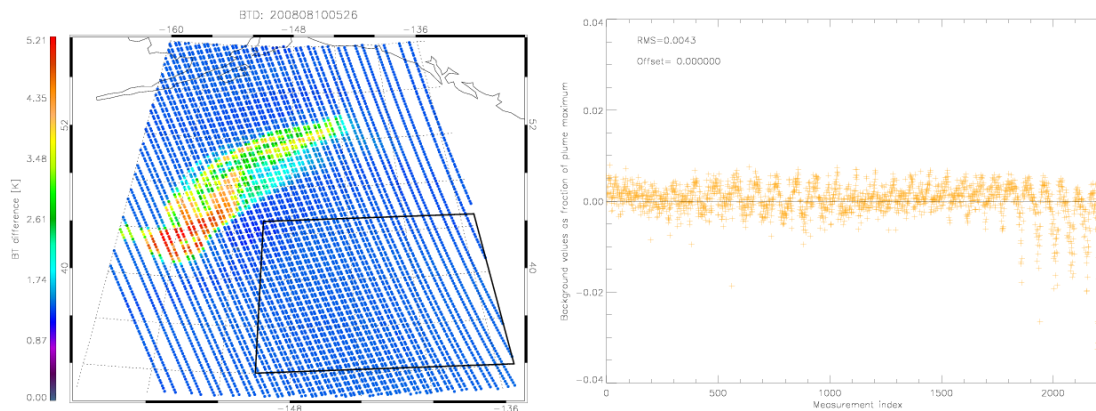 BTD: 200808100526
−160 −148 −136
5.21
4.35
3.48
2.61
1.74
0.87
0.00
BT difference [K]
52
40
52
40
−148 −136
0.04
0.02
0.00
−0.02
−0.04
Background values as fraction of plume maximum
RMS=0.0043
Offset= 0.000000
0 500 1000 1500 2000
Measurement index